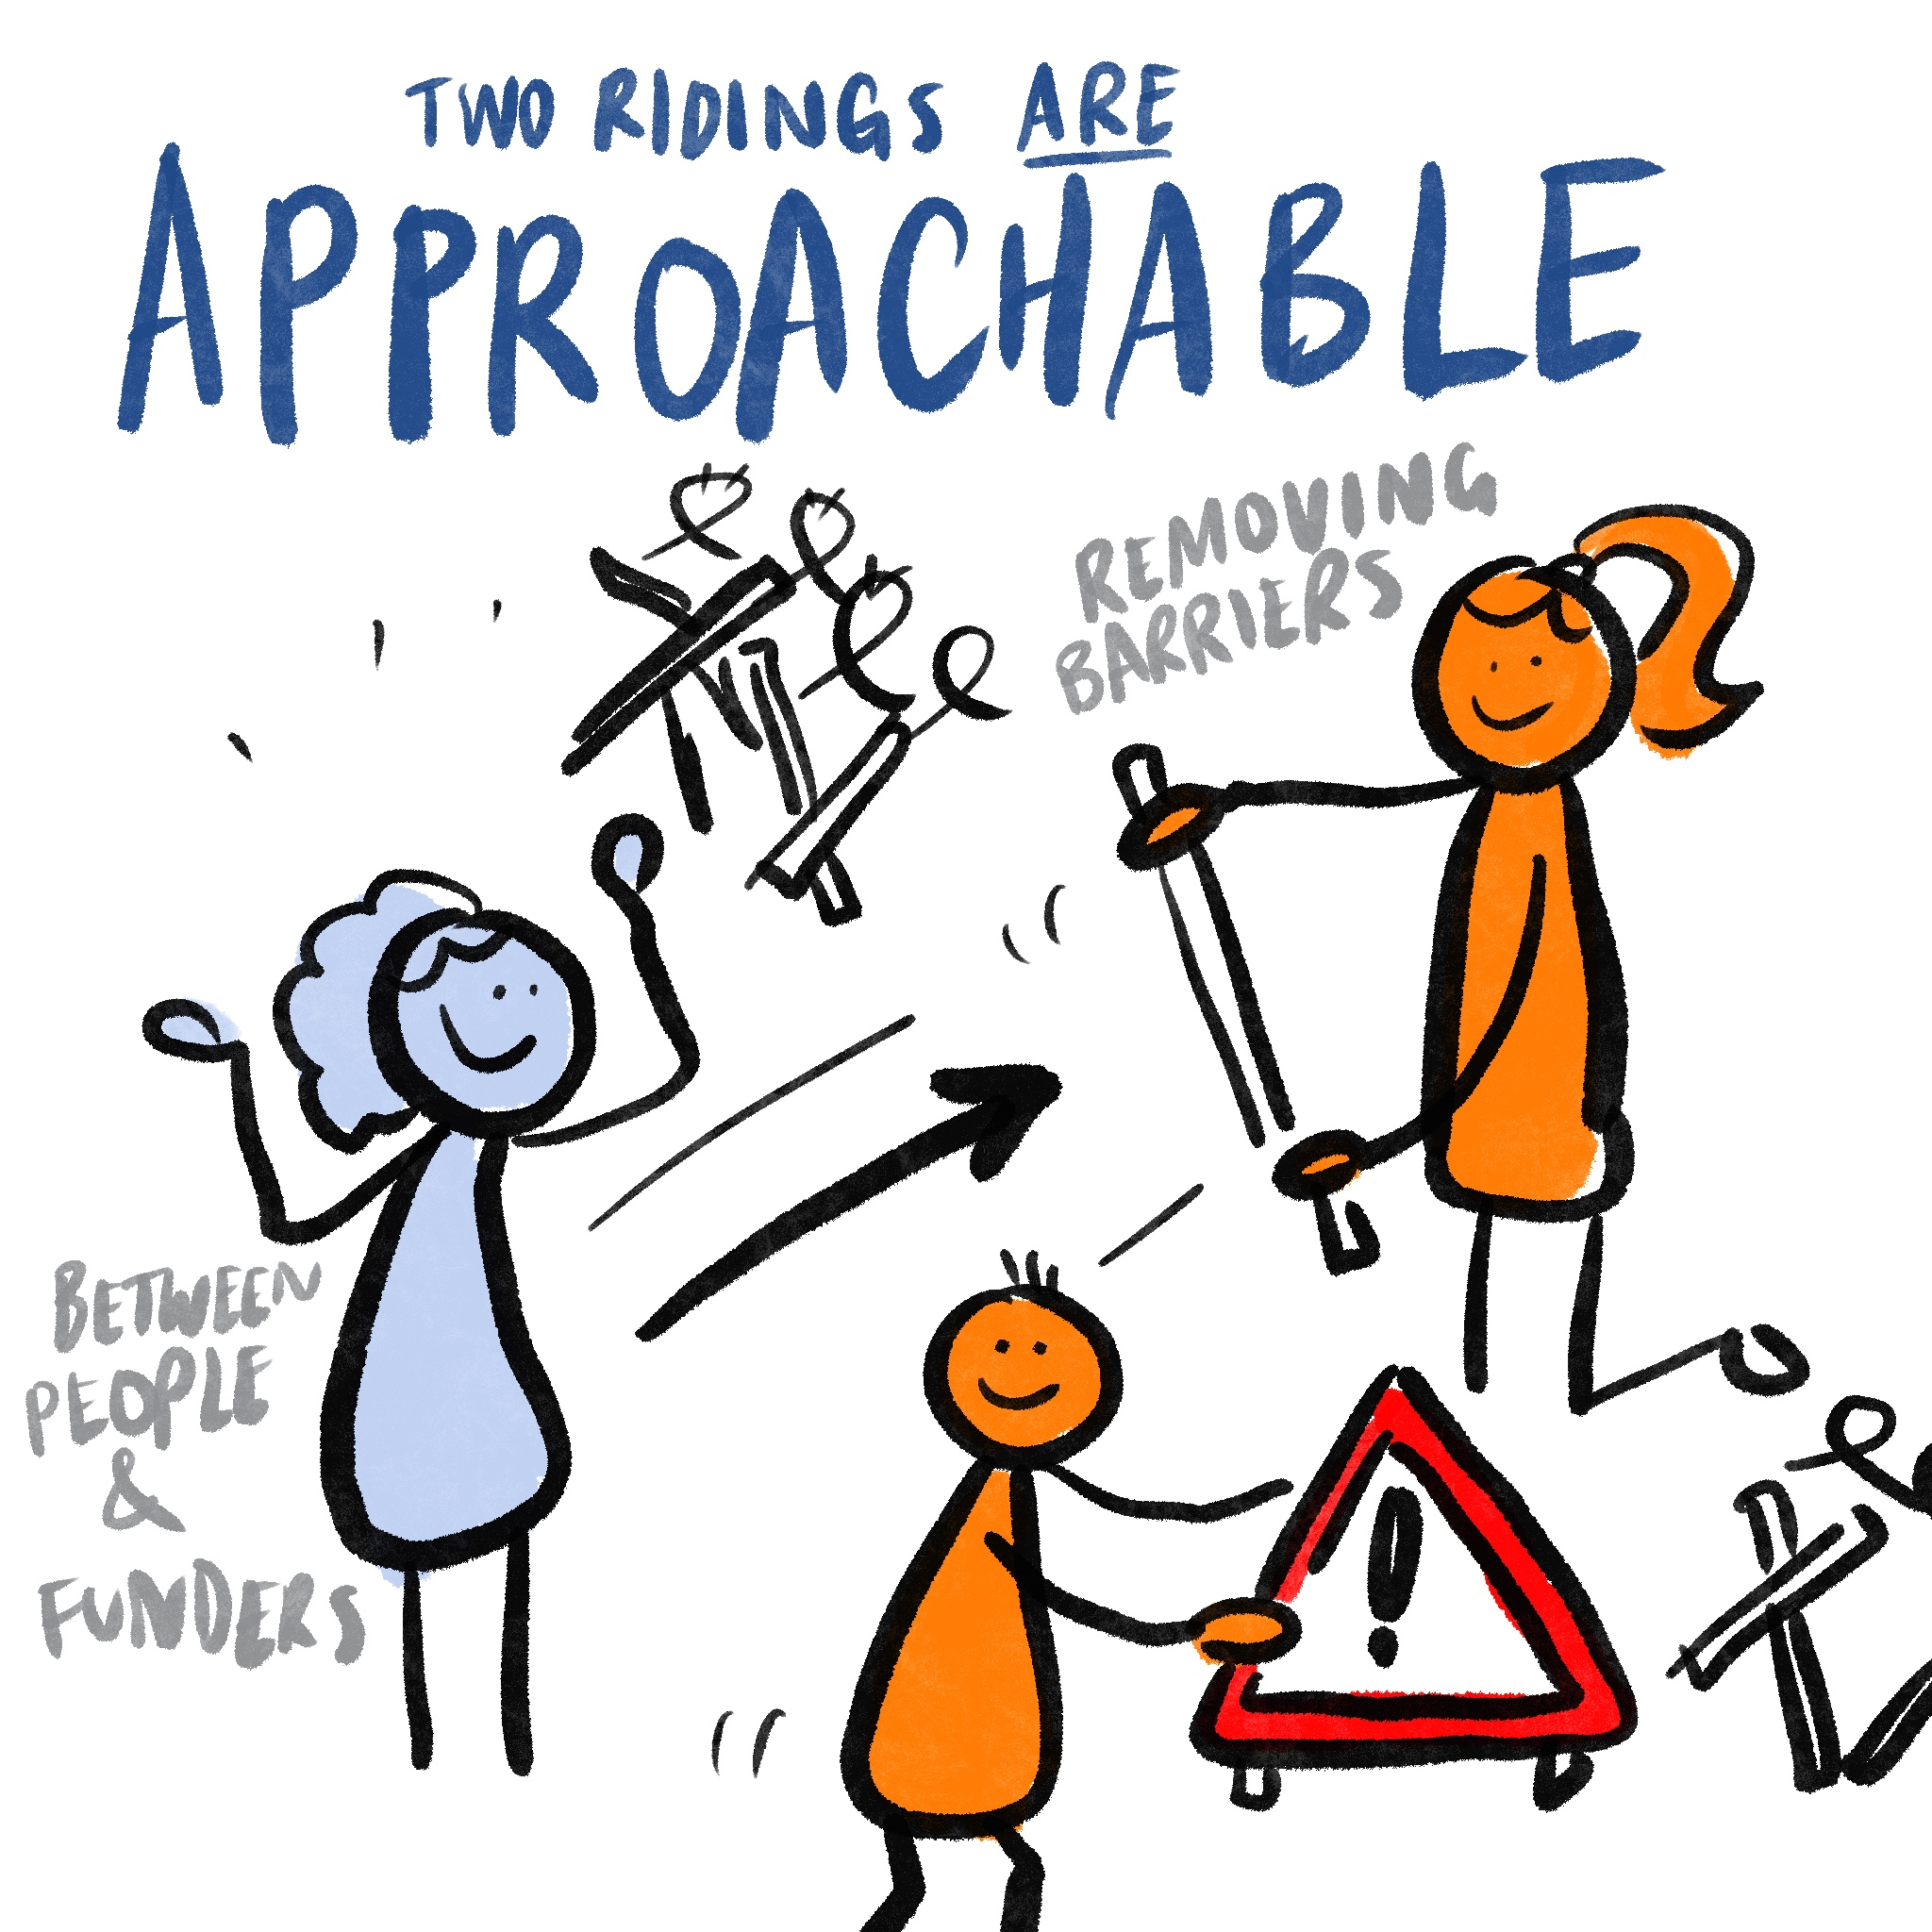 TWO RIDINGS ARE
APPROACHABLE
REMOVING
BARRIERS
BETWEEN
PEOPLE
&
FUNDERS
!